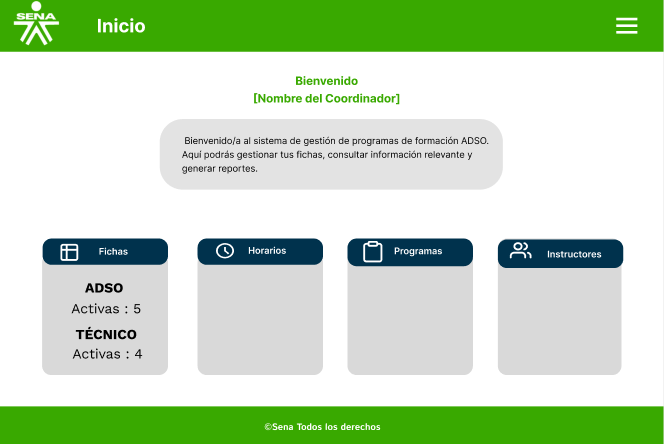 SENA
Inicio
Bienvenido
[Nombre del Coordinador]
Bienvenido/a al sistema de gestión de programas de formación ADSO.
Aquí podrás gestionar tus fichas, consultar información relevante y
generar reportes.
Fichas
Horarios
Programas
Instructores
ADSO
Activas : 5
TÉCNICO
Activas : 4
©Sena Todos los derechos